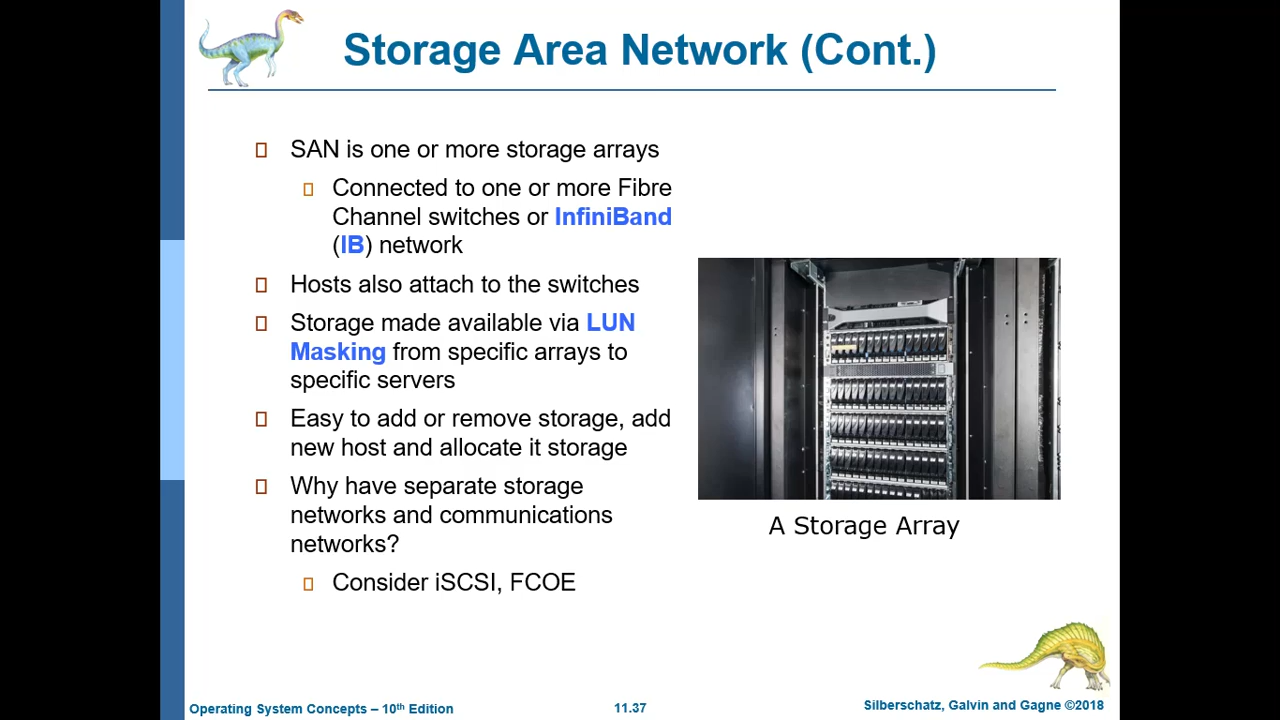 Storage Area Network (Cont.)
SAN is one or more storage arrays
Connected to one or more Fibre
Channel switches or InfiniBand
(IB) network
Hosts also attach to the switches
Storage made available via LUN
Masking from specific arrays to
specific servers
Easy to add or remove storage, add
new host and allocate it storage
Why have separate storage
networks and communications
networks?
Consider iSCSI, FCOE
A Storage Array
Operating System Concepts – 10th Edition
11.37
Silberschatz, Galvin and Gagne ©2018